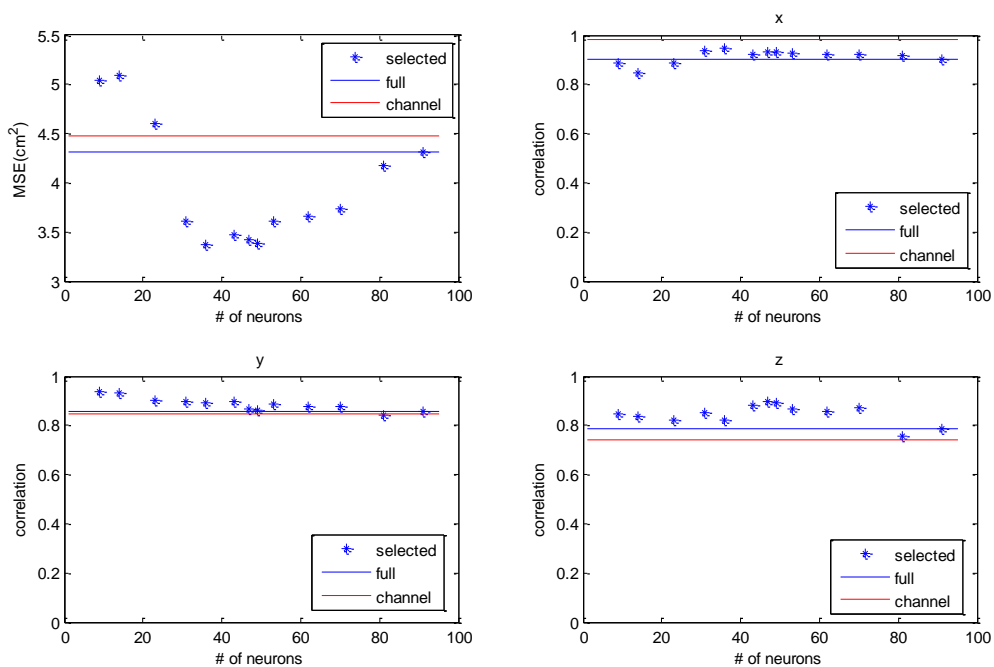 5.5
5
4.5
4
3.5
3
MSE(cm²)
0 20 40 60 80 100
# of neurons
selected
full
channel
x
1
0.8
0.6
0.4
0.2
0
correlation
0 20 40 60 80 100
# of neurons
selected
full
channel
y
1
0.8
0.6
0.4
0.2
0
correlation
0 20 40 60 80 100
# of neurons
selected
full
channel
z
1
0.8
0.6
0.4
0.2
0
correlation
0 20 40 60 80 100
# of neurons
selected
full
channel